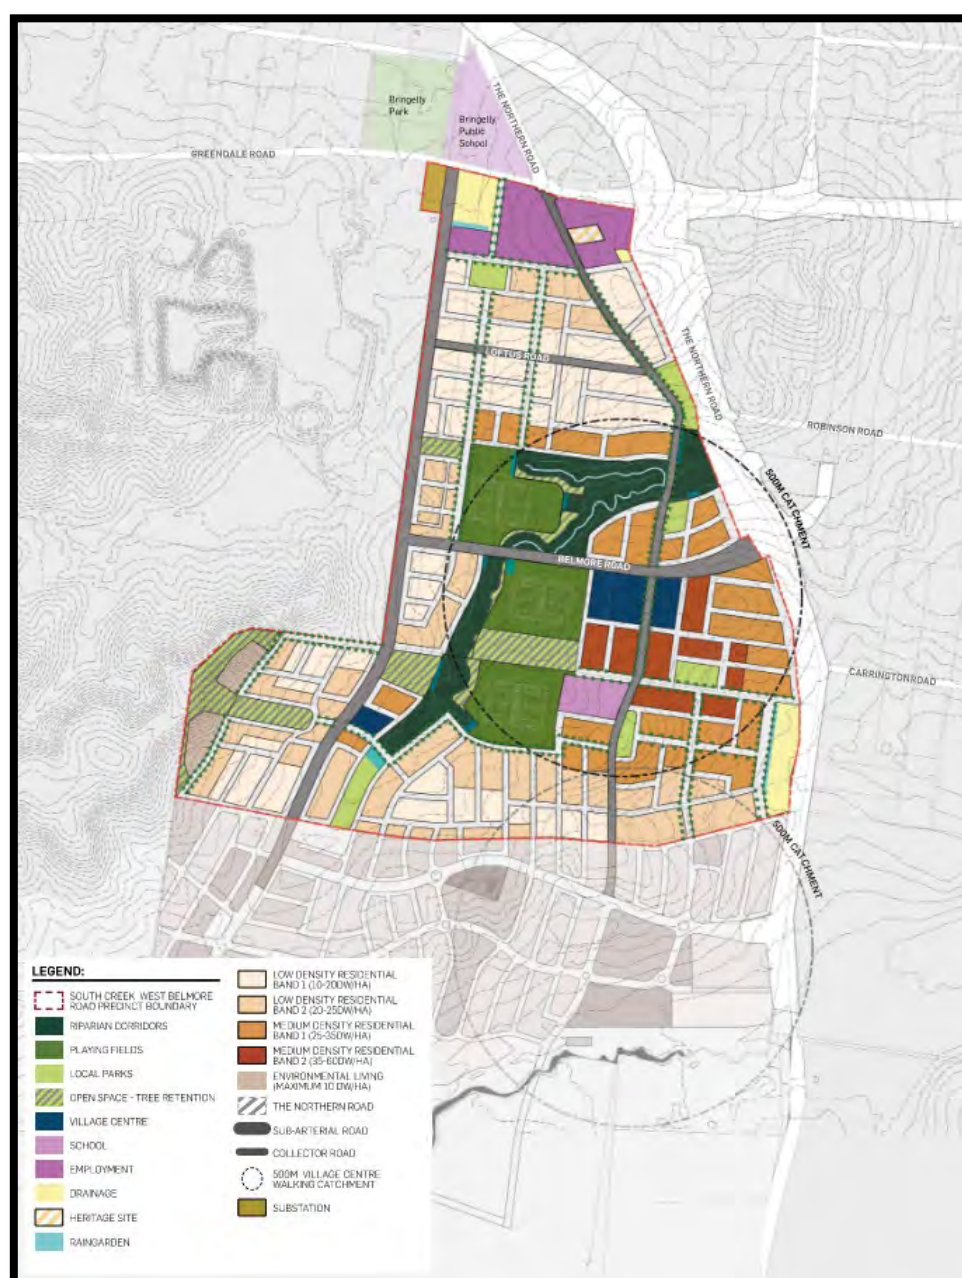 Bringelly
Park
Bringelly
Public
School
THE NORTHERN ROAD
GREENDALE ROAD
LOFTUS ROAD
THE NORTHERN ROAD
ROBINSON ROAD
500M CATCHMENT
BELMORE ROAD
CARRINGTON ROAD
500M CATCHMENT
LEGEND:
SOUTH CREEK WEST BELMORE
ROAD PRECINCT BOUNDARY
RIPARIAN CORRIDORS
PLAYING FIELDS
LOCAL PARKS
OPEN SPACE - TREE RETENTION
VILLAGE CENTRE
SCHOOL
EMPLOYMENT
DRAINAGE
HERITAGE SITE
RAINGARDEN
LOW DENSITY RESIDENTIAL
BAND 1 (10-20DW/HA)
LOW DENSITY RESIDENTIAL
BAND 2 (20-25DW/HA)
MEDIUM DENSITY RESIDENTIAL
BAND 1 (25-35DW/HA)
MEDIUM DENSITY RESIDENTIAL
BAND 2 (35-60DW/HA)
ENVIRONMENTAL LIVING
(MAXIMUM 10 DW/HA)
THE NORTHERN ROAD
SUB-ARTERIAL ROAD
COLLECTOR ROAD
500M VILLAGE CENTRE
WALKING CATCHMENT
SUBSTATION